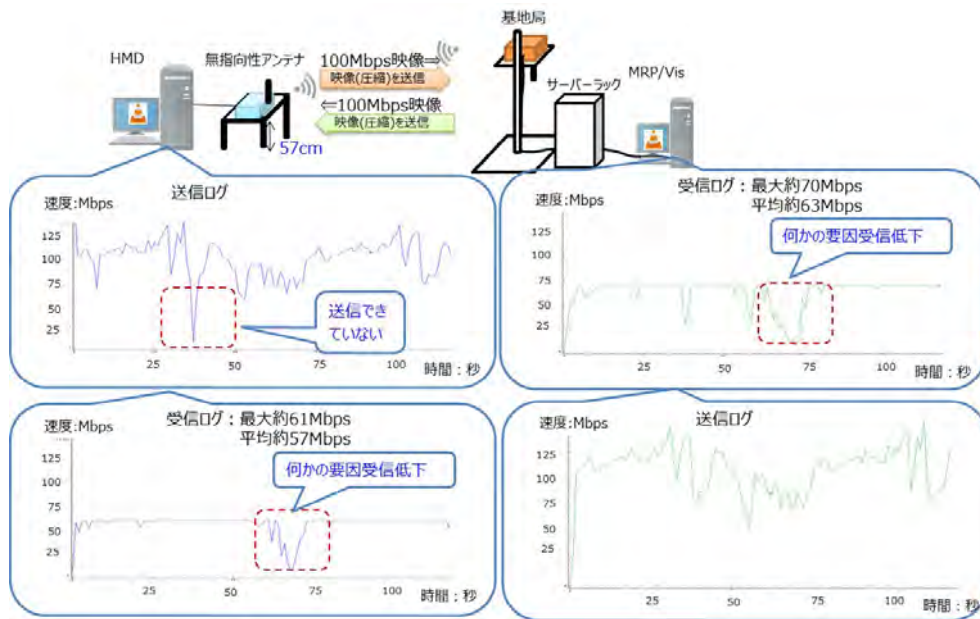 基地局
HMD
無指向性アンテナ
100Mbps映像⇒
映像(圧縮)を送信
⇐100Mbps映像
映像(圧縮)を送信
サーバーラック
MRP/Vis
57cm
送信ログ
速度:Mbps
125
100
75
50
25
送信でき
ていない
25
50
75
100
時間：秒
受信ログ：最大約70Mbps
平均約63Mbps
速度:Mbps
何かの要因受信低下
125
100
75
50
25
25
50
75
100
時間：秒
受信ログ：最大約61Mbps
平均約57Mbps
速度:Mbps
何かの要因受信低下
125
100
75
50
25
25
50
75
100
時間：秒
送信ログ
速度:Mbps
125
100
75
50
25
25
50
75
100
時間：秒